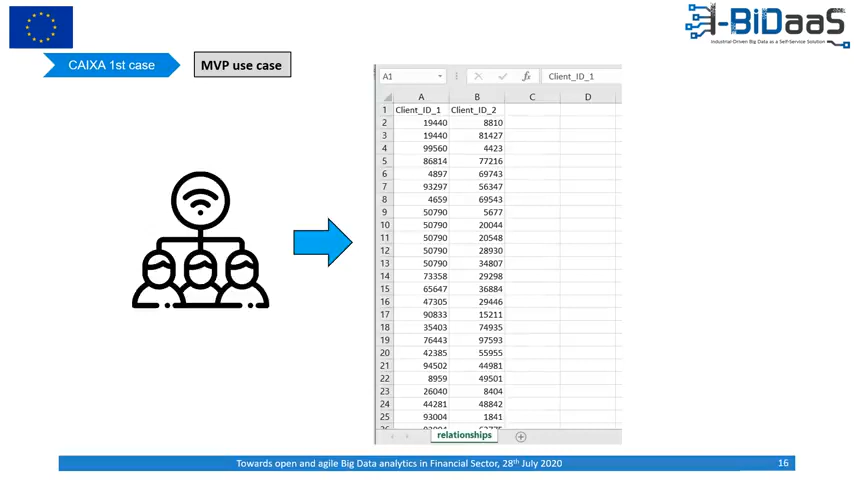 I-BiDaaS
Industrial-Driven Big Data as a Self-Service Solution
CAIXA 1st case
MVP use case
A1 fx Client_ID_1
A B C D
1 Client_ID_1 Client_ID_2
2 19440 8810
3 19440 81427
4 99560 4423
5 86814 77216
6 4897 69743
7 93297 56347
8 4659 69543
9 50790 5677
10 50790 20044
11 50790 20548
12 50790 28930
13 50790 34807
14 73358 29298
15 65647 36884
16 47305 29446
17 90833 15211
18 35403 74935
19 76443 97593
20 42385 55955
21 94502 44981
22 8959 49501
23 26040 8404
24 44281 48842
25 93004 1841
relationships
Towards open and agile Big Data analytics in Financial Sector, 28th July 2020
16